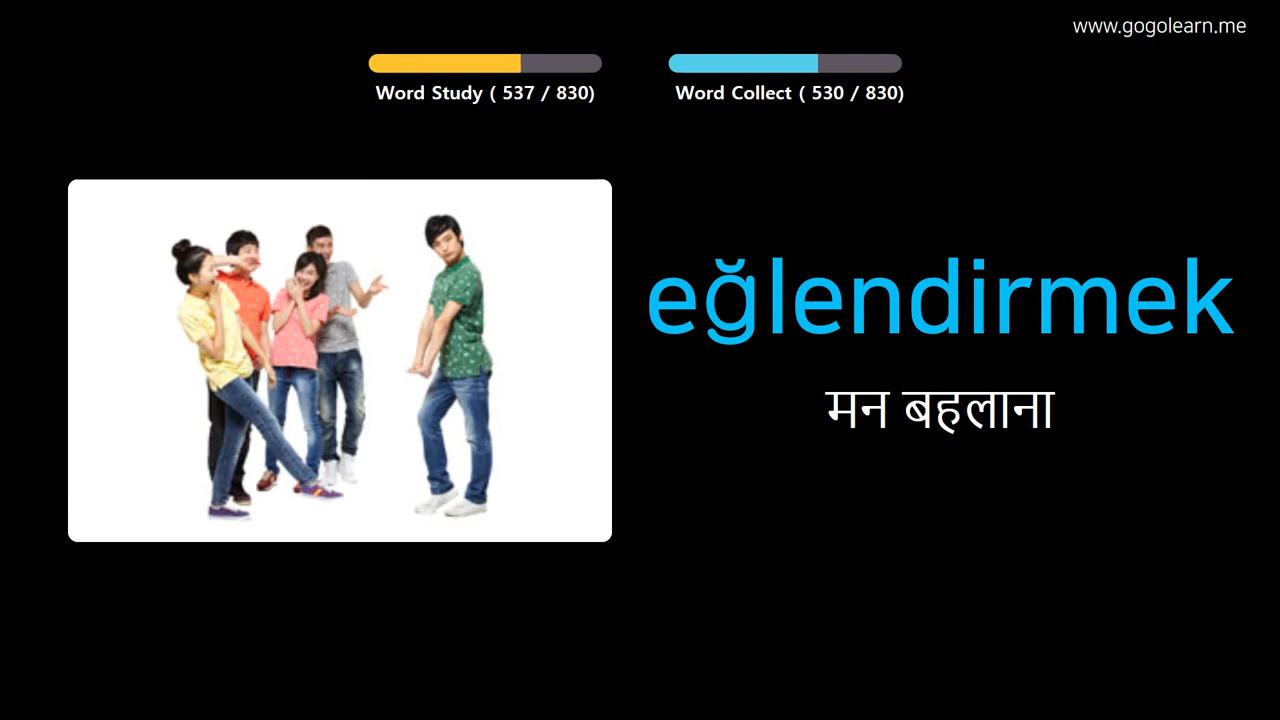 www.gogolearn.me
Word Study ( 537 / 830)
Word Collect ( 530 / 830)
eğlendirmek
मन बहलाना